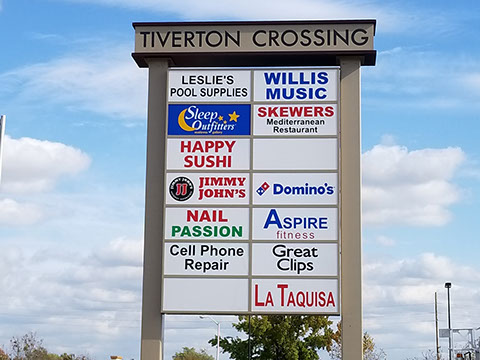 TIVERTON CROSSING
LESLIE'S
POOL SUPPLIES
WILLIS
MUSIC
Sleep
Outfitters
SKEWERS
Mediterranean
Restaurant
HAPPY
SUSHI
JJ
JIMMY
JOHN'S
Domino's
NAIL
PASSION
ASPIRE
fitness
Cell Phone
Repair
Great
Clips
LA TAQUISA